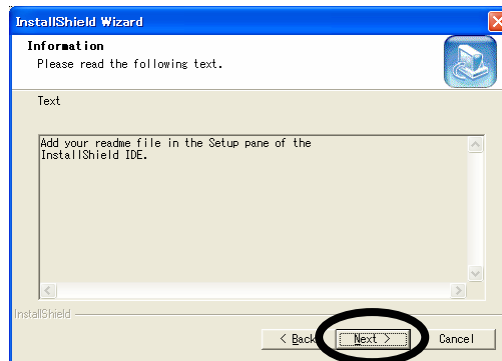 InstallShield Wizard
Information
Please read the following text.
Text
Add your readme file in the Setup pane of the
InstallShield IDE.
InstallShield
< Back
Next >
Cancel